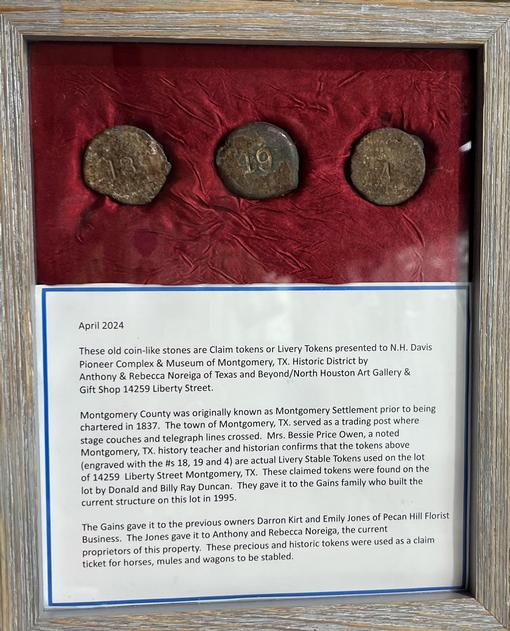 18
19
4
April 2024
These old coin-like stones are Claim tokens or Livery Tokens presented to N.H. Davis
Pioneer Complex & Museum of Montgomery, TX. Historic District by
Anthony & Rebecca Noreiga of Texas and Beyond/North Houston Art Gallery &
Gift Shop 14259 Liberty Street.
Montgomery County was originally known as Montgomery Settlement prior to being
chartered in 1837. The town of Montgomery, TX. served as a trading post where
stage couches and telegraph lines crossed. Mrs. Bessie Price Owen, a noted
Montgomery, TX. history teacher and historian confirms that the tokens above
(engraved with the #s 18, 19 and 4) are actual Livery Stable Tokens used on the lot
of 14259 Liberty Street Montgomery, TX. These claimed tokens were found on the
lot by Donald and Billy Ray Duncan. They gave it to the Gains family who built the
current structure on this lot in 1995.
The Gains gave it to the previous owners Darron Kirt and Emily Jones of Pecan Hill Florist
Business. The Jones gave it to Anthony and Rebecca Noreiga, the current
proprietors of this property. These precious and historic tokens were used as a claim
ticket for horses, mules and wagons to be stabled.